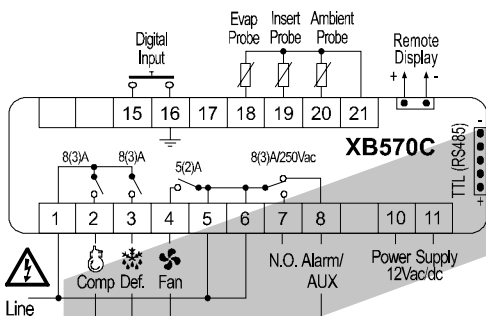 Evap Insert Ambient
Probe Probe Probe
Digital
Input
Remote
Display
+ -
15 16 17 18 19 20 21
XB570C
TTL (RS485)
-
+
8(3)A 8(3)A 5(2)A 8(3)A/250Vac
1 2 3 4 5 6 7 8 10 11
Line
Comp Def. Fan
N.O. Alarm/
AUX
Power Supply
12Vac/dc